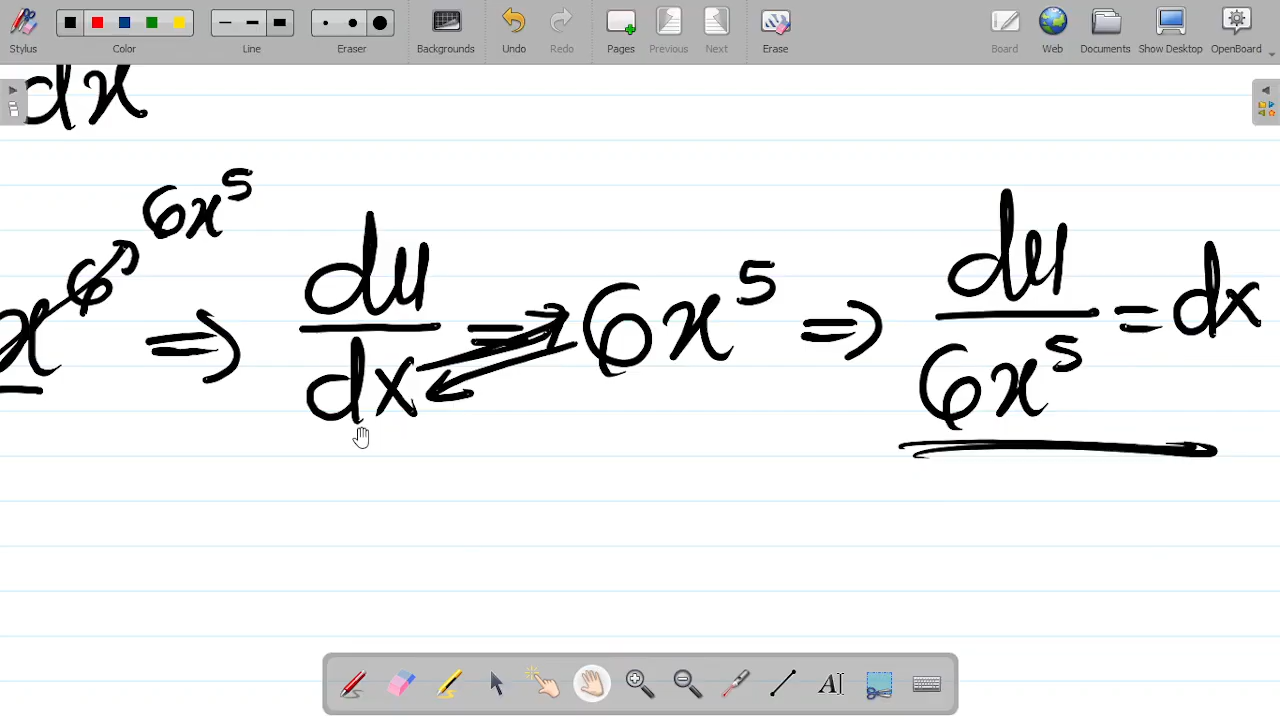 Stylus Color Line Eraser Backgrounds Undo Redo Pages Previous Next Erase Board Web Documents Show Desktop OpenBoard
dx
x⁶ 6x⁵ ⇒ du/dx = 6x⁵ ⇒ du/6x⁵ = dx